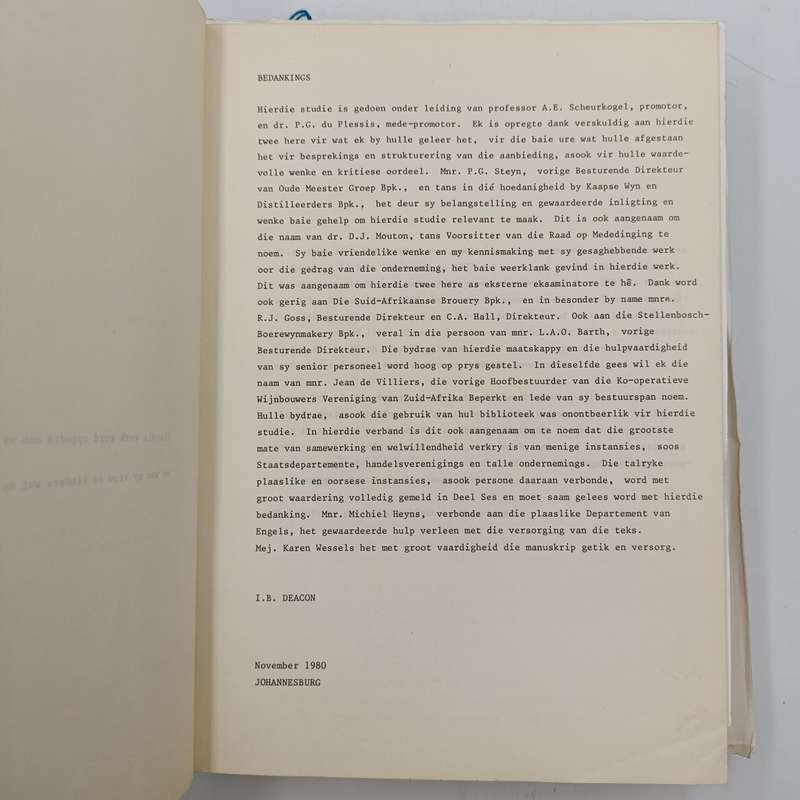 BEDANKINGS
Hierdie studie is gedoen onder leiding van professor A.E. Scheurkogel, promotor,
en dr. P.G. du Plessis, mede-promotor. Ek is opregte dank verskuldig aan hierdie
twee here vir wat ek by hulle geleer het, vir die baie ure wat hulle afgestaan
het vir besprekings en strukturering van die aanbieding, asook vir hulle waarde-
volle wenke en kritiese oordeel. Mnr. P.G. Steyn, vorige Besturende Direkteur
van Oude Meester Groep Bpk., en tans in dié hoedanigheid by Kaapse Wyn en
Distilleerders Bpk., het deur sy belangstelling en gewaardeerde inligting en
wenke baie gehelp om hierdie studie relevant te maak. Dit is ook aangenaam om
die naam van dr. D.J. Mouton, tans Voorsitter van die Raad op Mededinging te
noem. Sy baie vriendelike wenke en my kennismaking met sy gesaghebbende werk
oor die gedrag van die onderneming, het baie weerklank gevind in hierdie werk.
Dit was aangenaam om hierdie twee here as eksterne eksaminatore te hê. Dank word
ook gerig aan Die Suid-Afrikaanse Brouery Bpk., en in besonder by name mnre.
R.J. Goss, Besturende Direkteur en C.A. Hall, Direkteur. Ook aan die Stellenbosch-
Boerewynmakery Bpk., veral in die persoon van mnr. L.A.O. Barth, vorige
Besturende Direkteur. Die bydrae van hierdie maatskappy en die hulpvaardigheid
van sy senior personeel word hoog op prys gestel. In dieselfde gees wil ek die
naam van mnr. Jean de Villiers, die vorige Hoofbestuurder van die Ko-operatieve
Wijnbouwers Vereniging van Zuid-Afrika Beperkt en lede van sy bestuurspan noem.
Hulle bydrae, asook die gebruik van hul biblioteek was onontbeerlik vir hierdie
studie. In hierdie verband is dit ook aangenaam om te noem dat die grootste
mate van samewerking en welwillendheid verkry is van menige instansies, soos
Staatsdepartemente, handelsverenigings en talle ondernemings. Die talryke
plaaslike en oorsese instansies, asook persone daaraan verbonde, word met
groot waardering volledig gemeld in Deel Ses en moet saam gelees word met hierdie
bedanking. Mnr. Michiel Heyns, verbonde aan die plaaslike Departement van
Engels, het gewaardeerde hulp verleen met die versorging van die teks.
Mej. Karen Wessels het met groot vaardigheid die manuskrip getik en versorg.
I.B. DEACON
November 1980
JOHANNESBURG